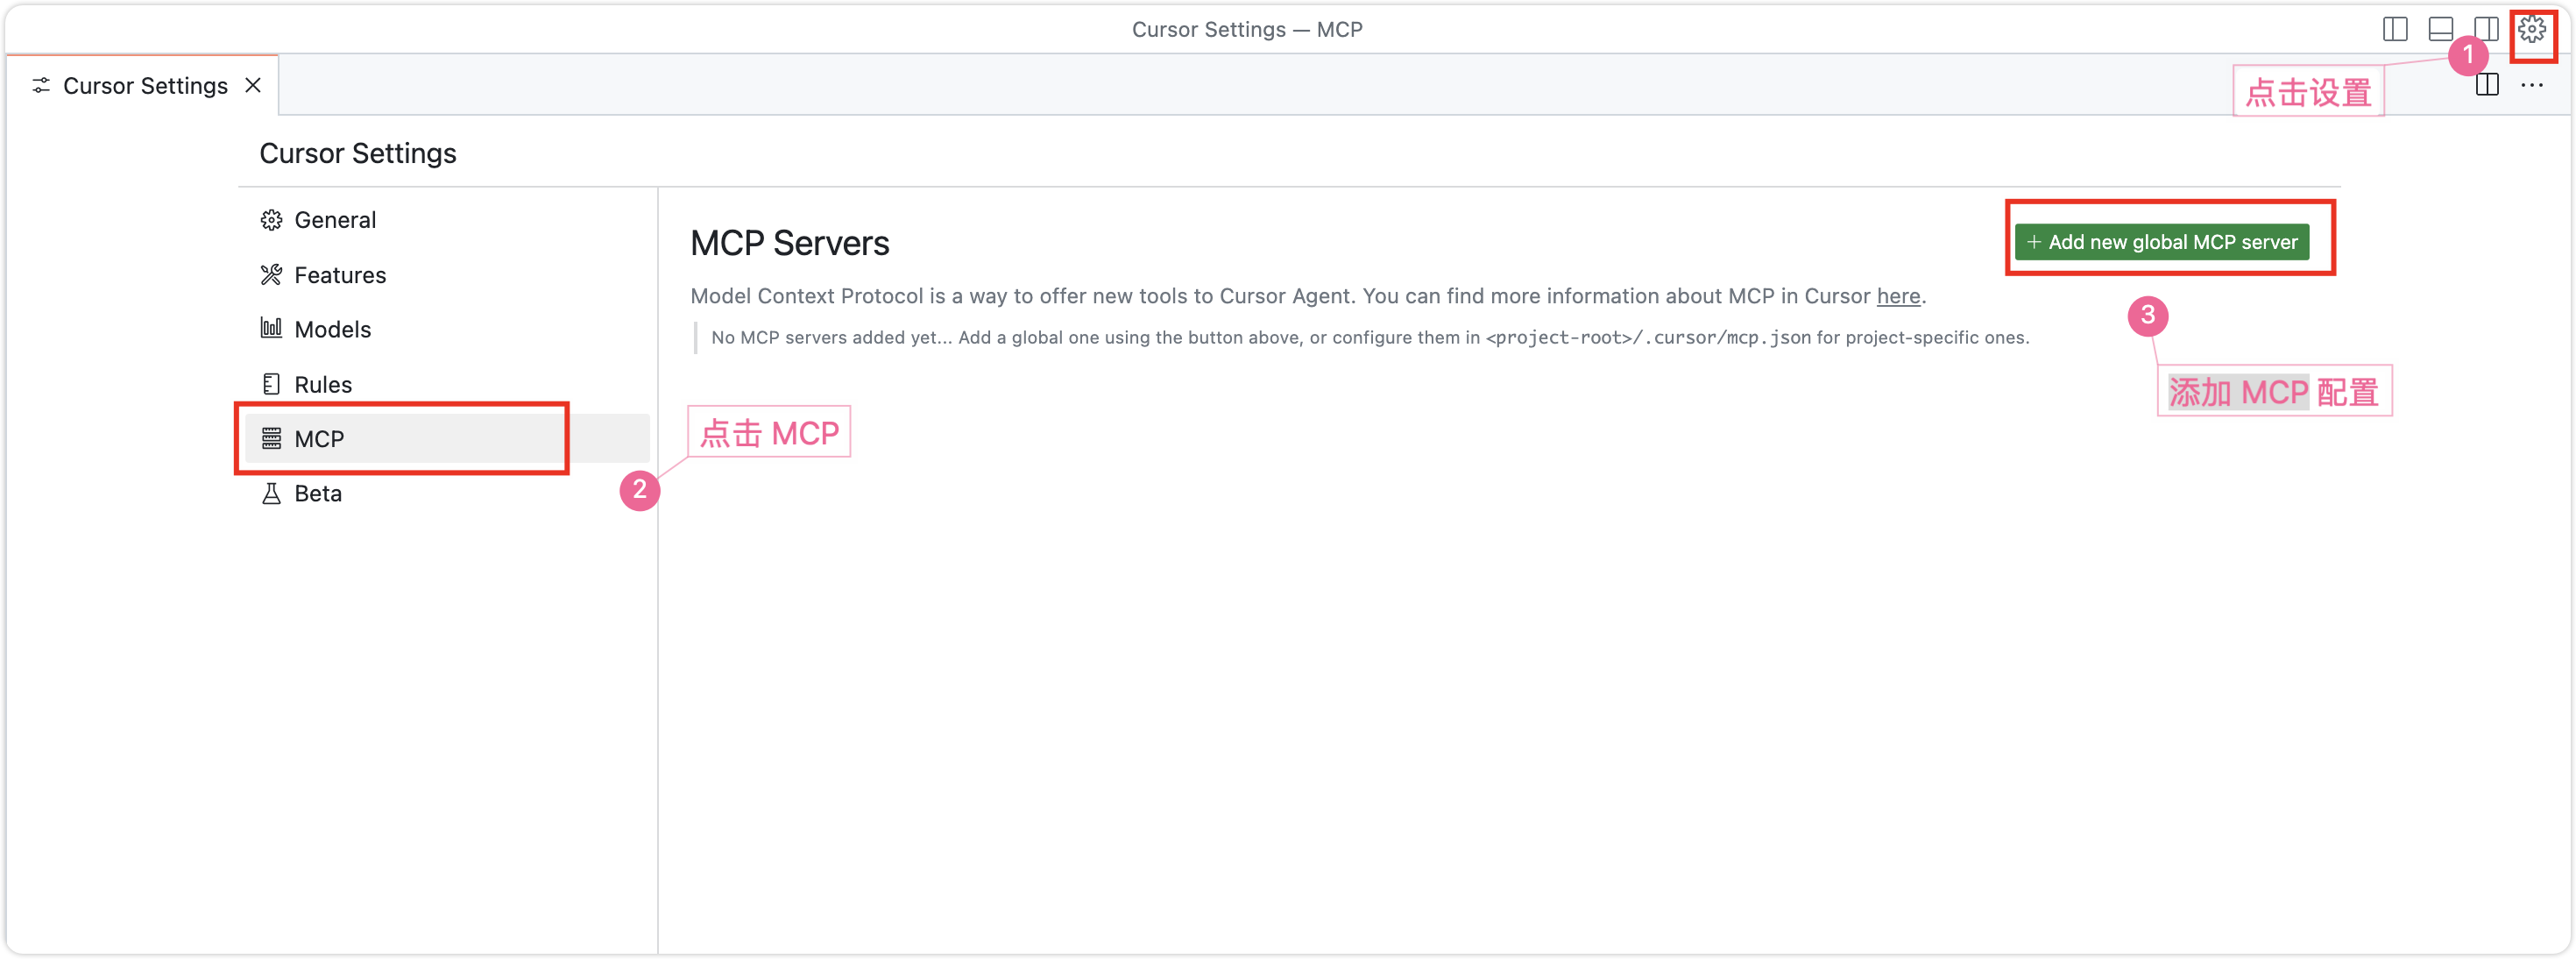 Cursor Settings — MCP
1
点击设置
Cursor Settings
Cursor Settings
General
Features
Models
Rules
MCP
Beta
MCP Servers
+ Add new global MCP server
Model Context Protocol is a way to offer new tools to Cursor Agent. You can find more information about MCP in Cursor here.
No MCP servers added yet... Add a global one using the button above, or configure them in <project-root>/.cursor/mcp.json for project-specific ones.
3
添加 MCP 配置
点击 MCP
2